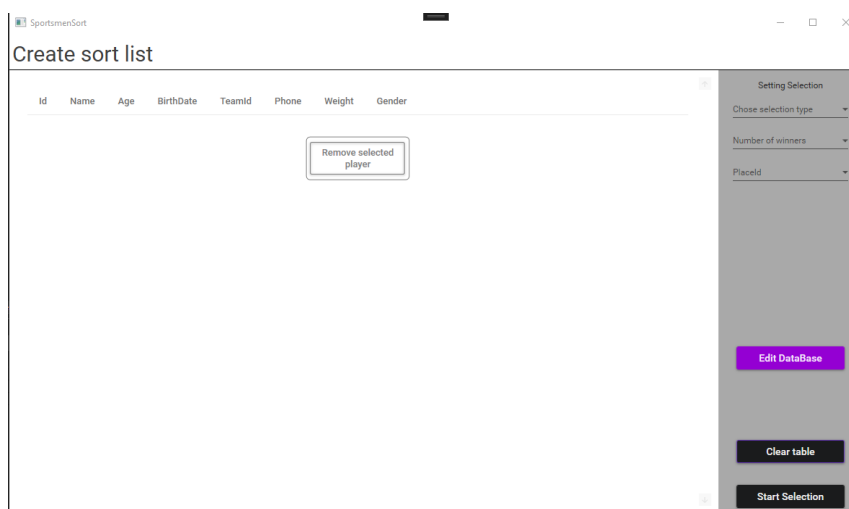 SportsmenSort
Create sort list
Id Name Age BirthDate TeamId Phone Weight Gender
Remove selected
player
Setting Selection
Chose selection type
Number of winners
PlaceId
Edit DataBase
Clear table
Start Selection